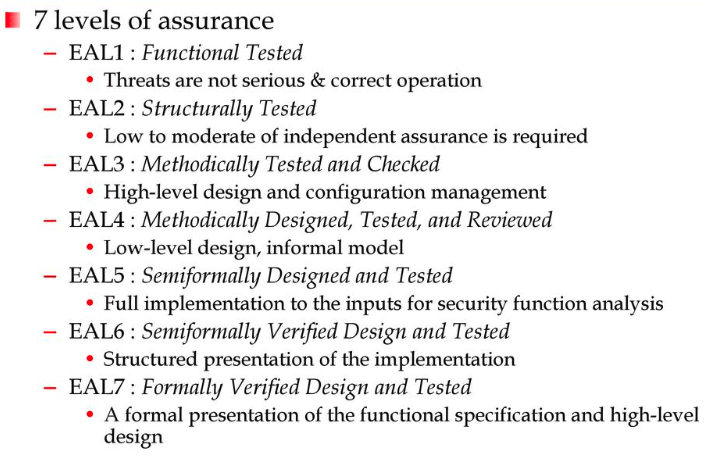 7 levels of assurance
– EAL1 : Functional Tested
• Threats are not serious & correct operation
– EAL2 : Structurally Tested
• Low to moderate of independent assurance is required
– EAL3 : Methodically Tested and Checked
• High-level design and configuration management
– EAL4 : Methodically Designed, Tested, and Reviewed
• Low-level design, informal model
– EAL5 : Semiformally Designed and Tested
• Full implementation to the inputs for security function analysis
– EAL6 : Semiformally Verified Design and Tested
• Structured presentation of the implementation
– EAL7 : Formally Verified Design and Tested
• A formal presentation of the functional specification and high-level
design